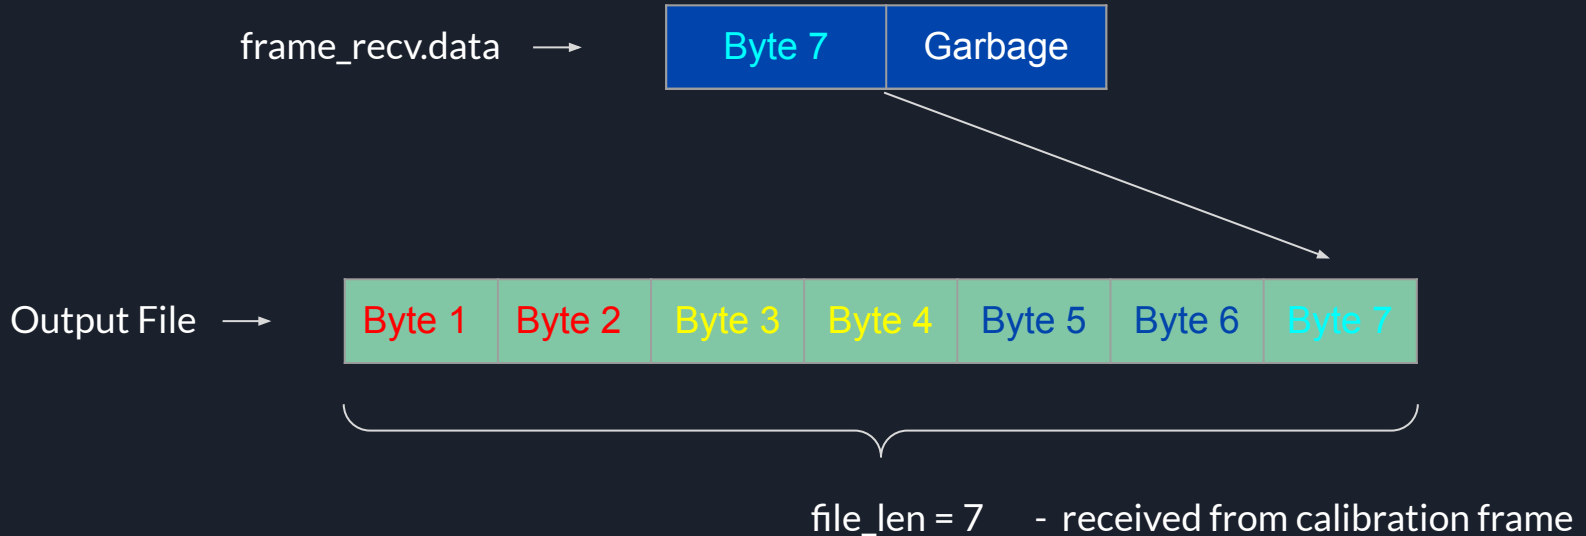 frame_recv.data
Byte 7 Garbage
Output File
Byte 1 Byte 2 Byte 3 Byte 4 Byte 5 Byte 6 Byte 7
file_len = 7 - received from calibration frame